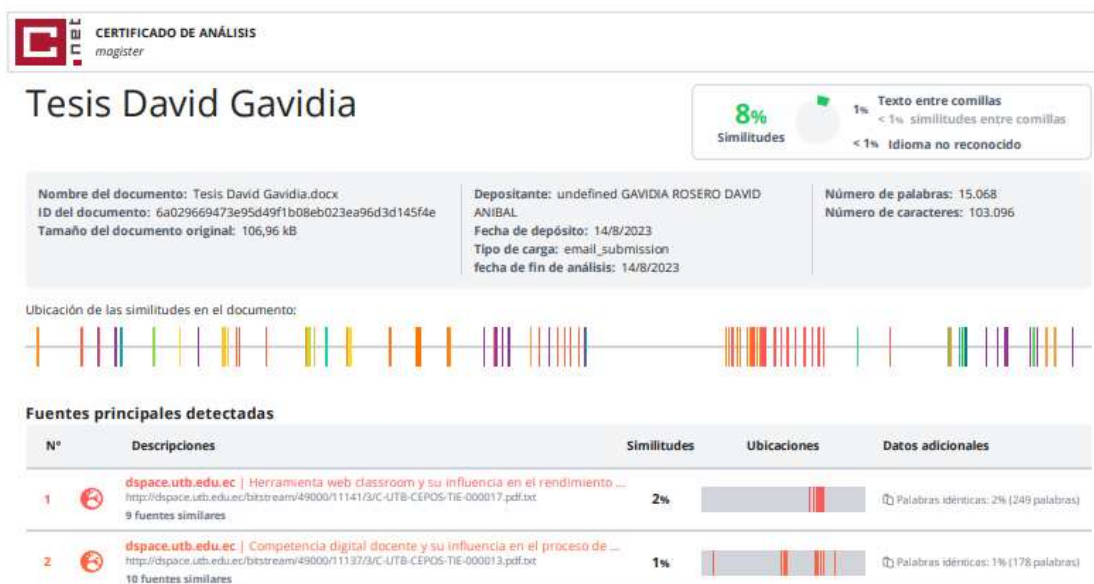 C.net
CERTIFICADO DE ANÁLISIS
magister
Tesis David Gavidia
8%
Similitudes
1% Texto entre comillas
< 1% similitudes entre comillas
< 1% Idioma no reconocido
Nombre del documento: Tesis David Gavidia.docx
ID del documento: 6a029669473e95d49f1b08eb023ea96d3d145f4e
Tamaño del documento original: 106,96 kB
Depositante: undefined GAVIDIA ROSERO DAVID
ANIBAL
Fecha de depósito: 14/8/2023
Tipo de carga: email_submission
fecha de fin de análisis: 14/8/2023
Número de palabras: 15.068
Número de caracteres: 103.096
Ubicación de las similitudes en el documento:
Fuentes principales detectadas
N° Descripciones Similitudes Ubicaciones Datos adicionales
1 dspace.utb.edu.ec | Herramienta web classroom y su influencia en el rendimiento ...
http://dspace.utb.edu.ec/bitstream/49000/11141/3/C-UTB-CEPOS-TIE-000017.pdf.txt
9 fuentes similares
2% Palabras idénticas: 2% (249 palabras)
2 dspace.utb.edu.ec | Competencia digital docente y su influencia en el proceso de ...
http://dspace.utb.edu.ec/bitstream/49000/11137/3/C-UTB-CEPOS-TIE-000013.pdf.txt
10 fuentes similares
1% Palabras idénticas: 1% (178 palabras)